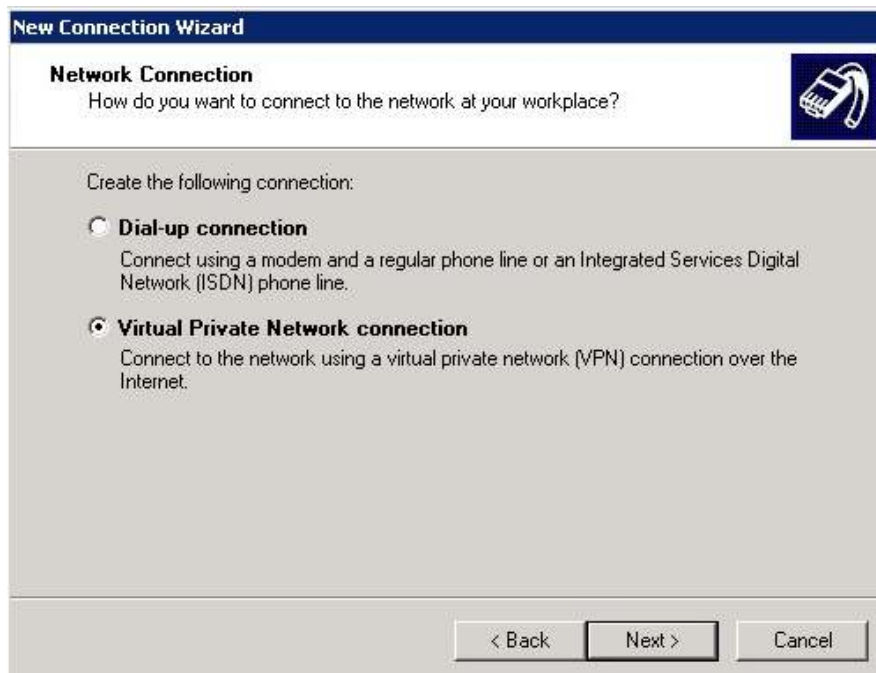 New Connection Wizard
Network Connection
How do you want to connect to the network at your workplace?
Create the following connection:
Dial-up connection
Connect using a modem and a regular phone line or an Integrated Services Digital
Network (ISDN) phone line.
Virtual Private Network connection
Connect to the network using a virtual private network (VPN) connection over the
Internet.
< Back
Next >
Cancel